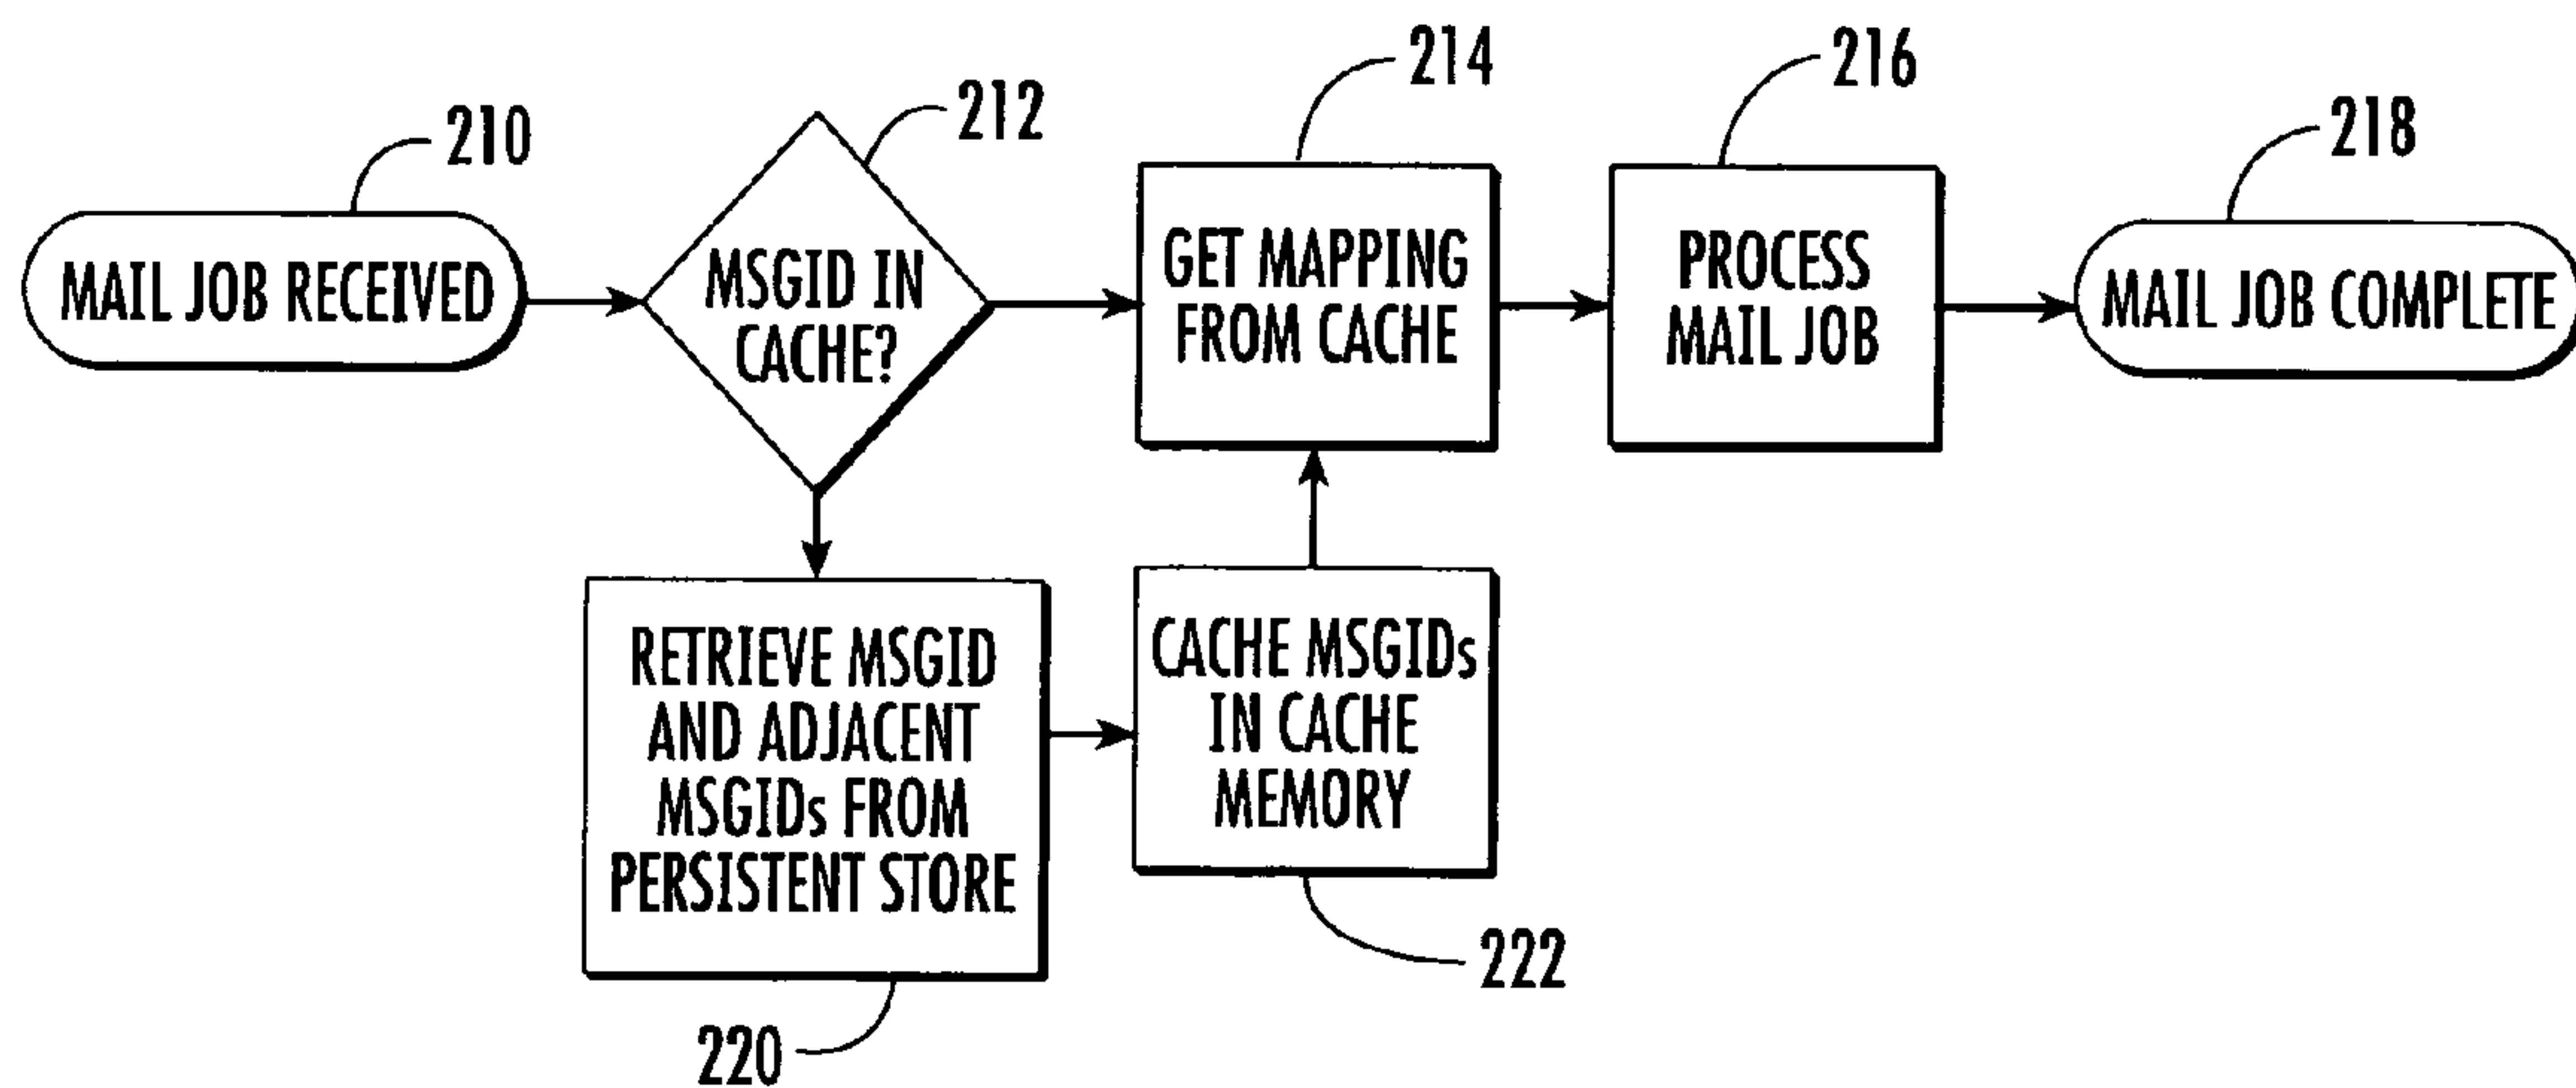 210
MAIL JOB RECEIVED
212
MSGID IN
CACHE?
214
GET MAPPING
FROM CACHE
216
PROCESS
MAIL JOB
218
MAIL JOB COMPLETE
RETRIEVE MSGID
AND ADJACENT
MSGIDs FROM
PERSISTENT STORE
220
CACHE MSGIDs
IN CACHE
MEMORY
222